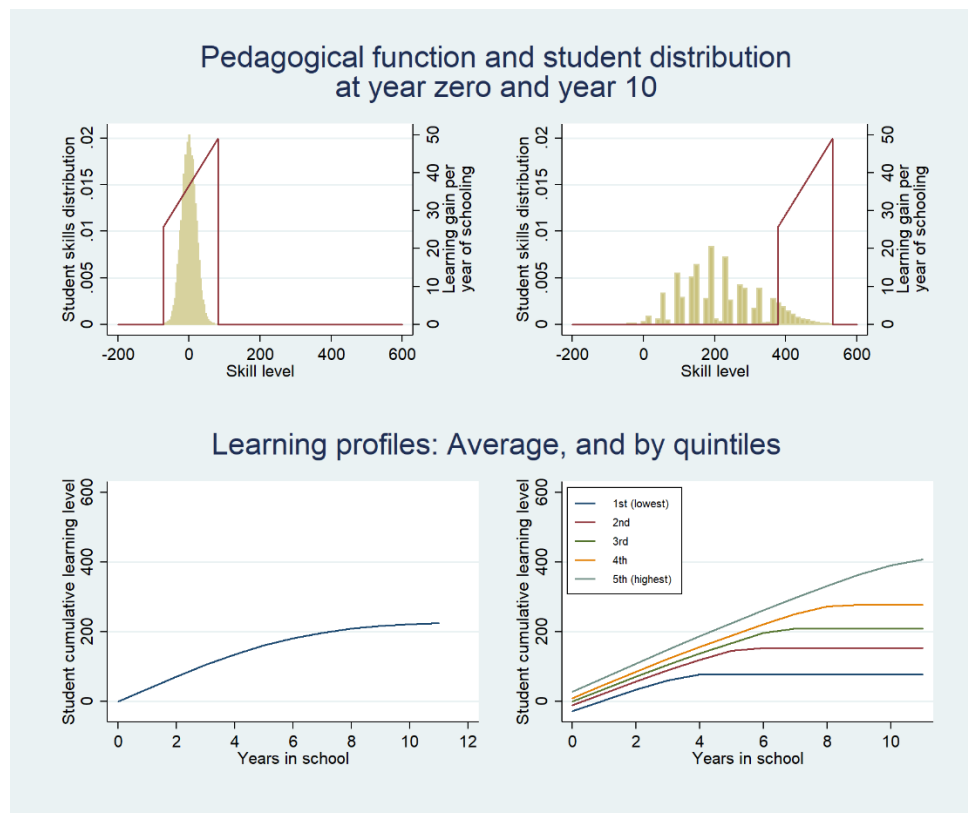 Pedagogical function and student distribution
at year zero and year 10
Student skills distribution
0 .005 .01 .015 .02
0 10 20 30 40 50
Learning gain per
year of schooling
-200 0 200 400 600
Skill level
Student skills distribution
0 .005 .01 .015 .02
0 10 20 30 40 50
Learning gain per
year of schooling
-200 0 200 400 600
Skill level
Learning profiles: Average, and by quintiles
Student cumulative learning level
0 200 400 600
0 2 4 6 8 10 12
Years in school
Student cumulative learning level
0 200 400 600
1st (lowest)
2nd
3rd
4th
5th (highest)
0 2 4 6 8 10
Years in school